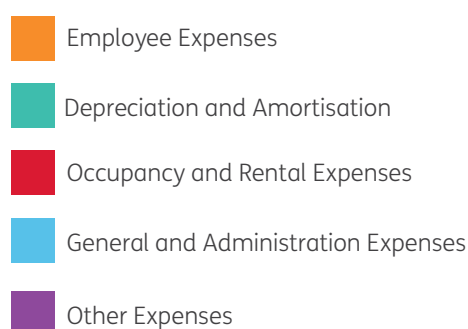 Employee Expenses
Depreciation and Amortisation
Occupancy and Rental Expenses
General and Administration Expenses
Other Expenses